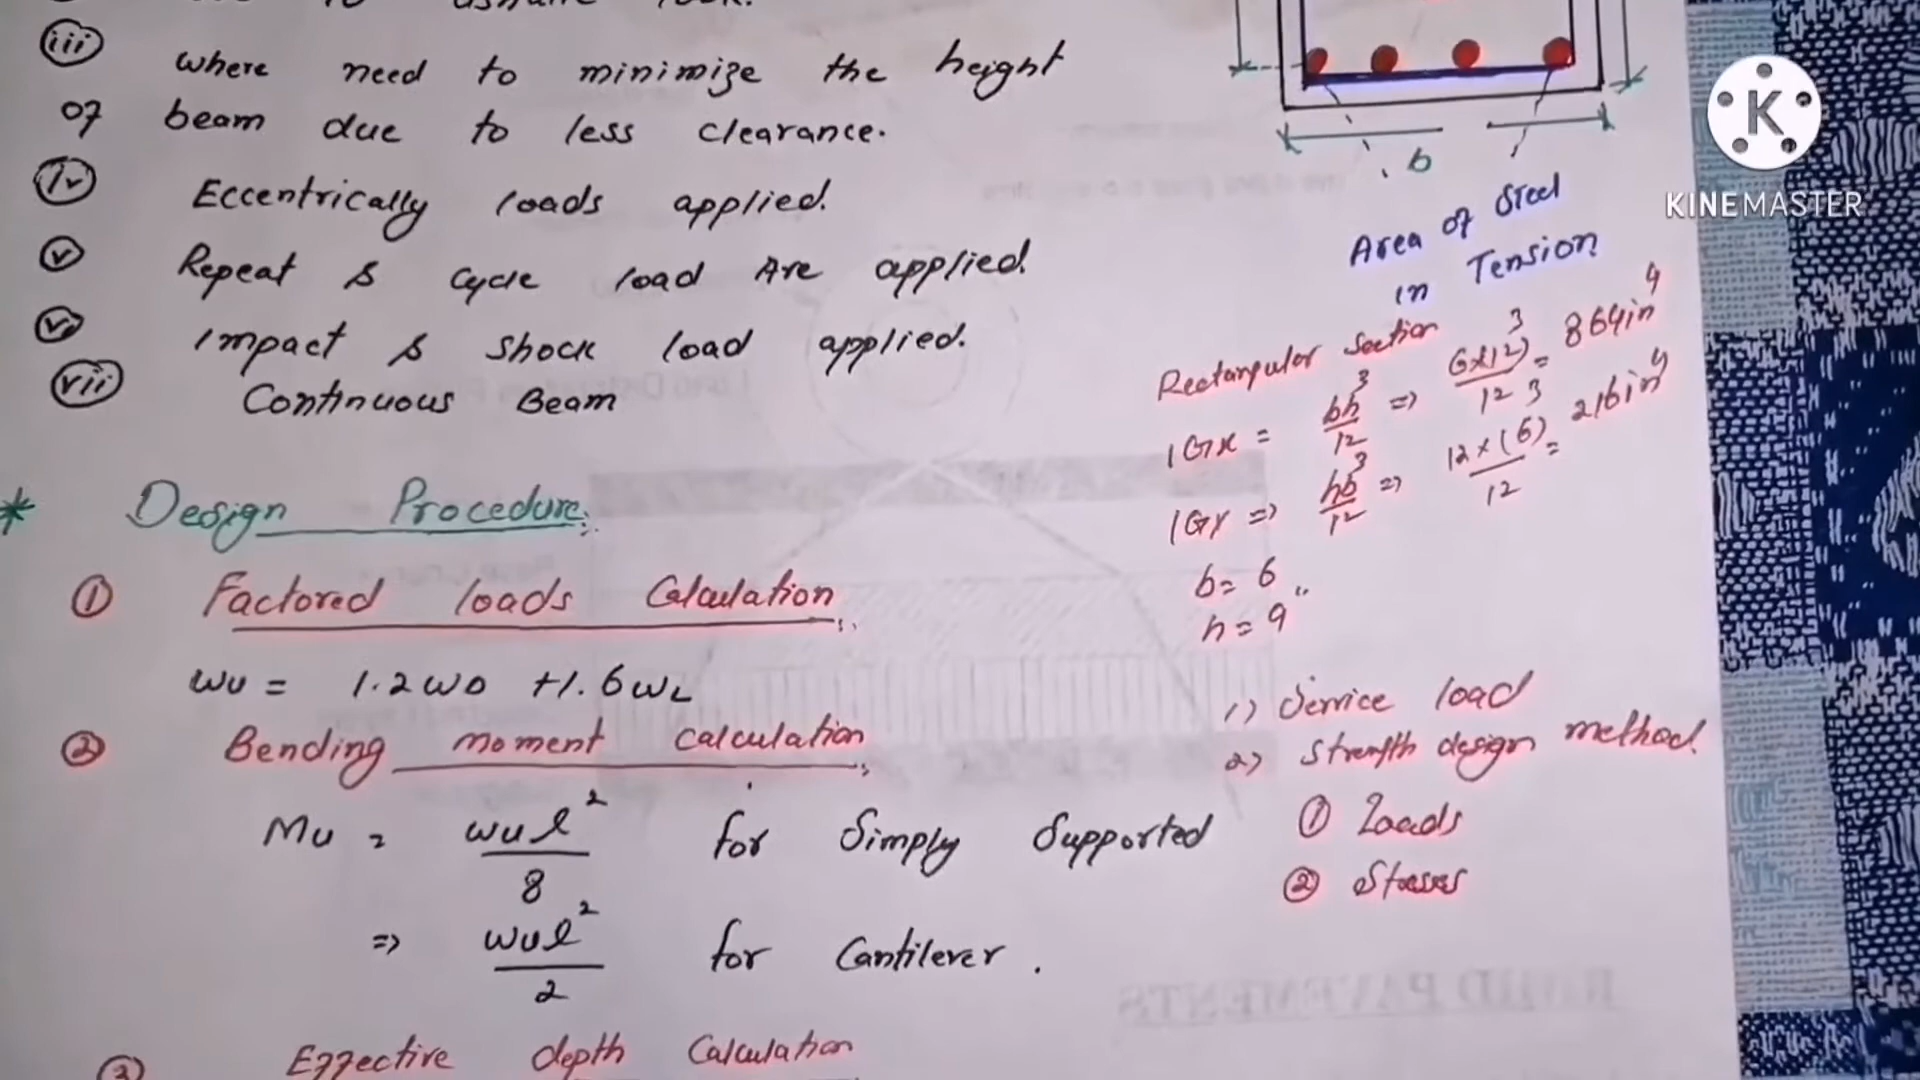 (iii) where need to minimize the height
of beam due to less clearance.
(iv) Eccentrically loads applied.
(v) Repeat & cycle load Are applied.
(v) Impact & shock load applied.
(vii) Continuous Beam
* Design Procedure:
① Factored loads Calculation
Wu = 1.2WD + 1.6WL
② Bending moment calculation
Mu = Wul²/8 for Simply Supported
=> Wul²/2 for Cantilever.
③ Effective depth Calculation
b
Area of Steel
in Tension
Rectangular Section
IGx = bh³/12 => 6x(12)³/12 = 864in⁴
IGy => hb³/12 => 12x(6)³/12 = 216in⁴
b = 6"
h = 9
1) Service load
2) Strength design method
① Loads
② Stresses
K
KINEMASTER